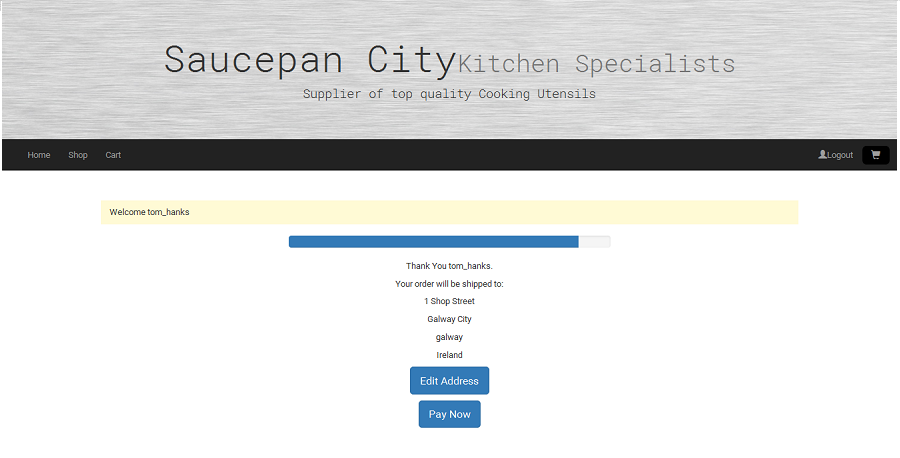 Saucepan City Kitchen Specialists
Supplier of top quality Cooking Utensils
Home Shop Cart Logout
Welcome tom_hanks
Thank You tom_hanks.
Your order will be shipped to:
1 Shop Street
Galway City
galway
Ireland
Edit Address
Pay Now